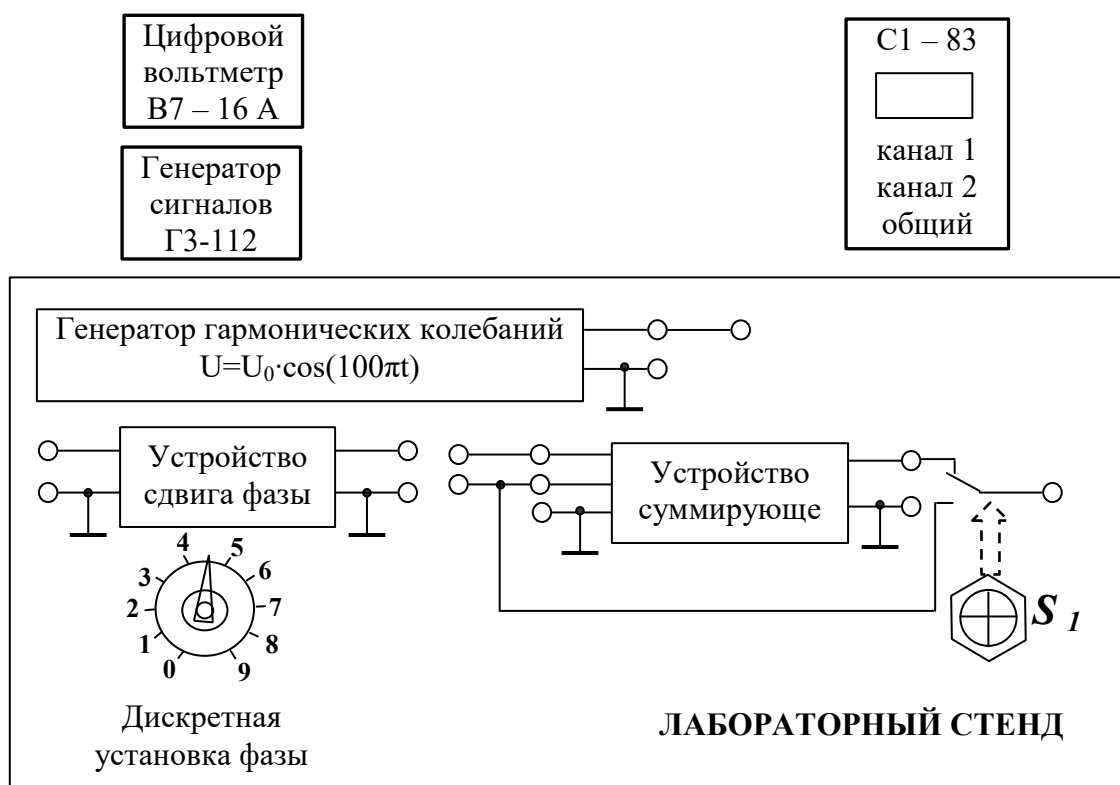 Цифровой
вольтметр
В7 – 16 А
Генератор
сигналов
Г3-112
С1 – 83
канал 1
канал 2
общий
Генератор гармонических колебаний
U=U₀·cos(100πt)
Устройство
сдвига фазы
Устройство
суммирующе
4 5
3 6
2 7
1 8
0 9
S 1
Дискретная
установка фазы
ЛАБОРАТОРНЫЙ СТЕНД